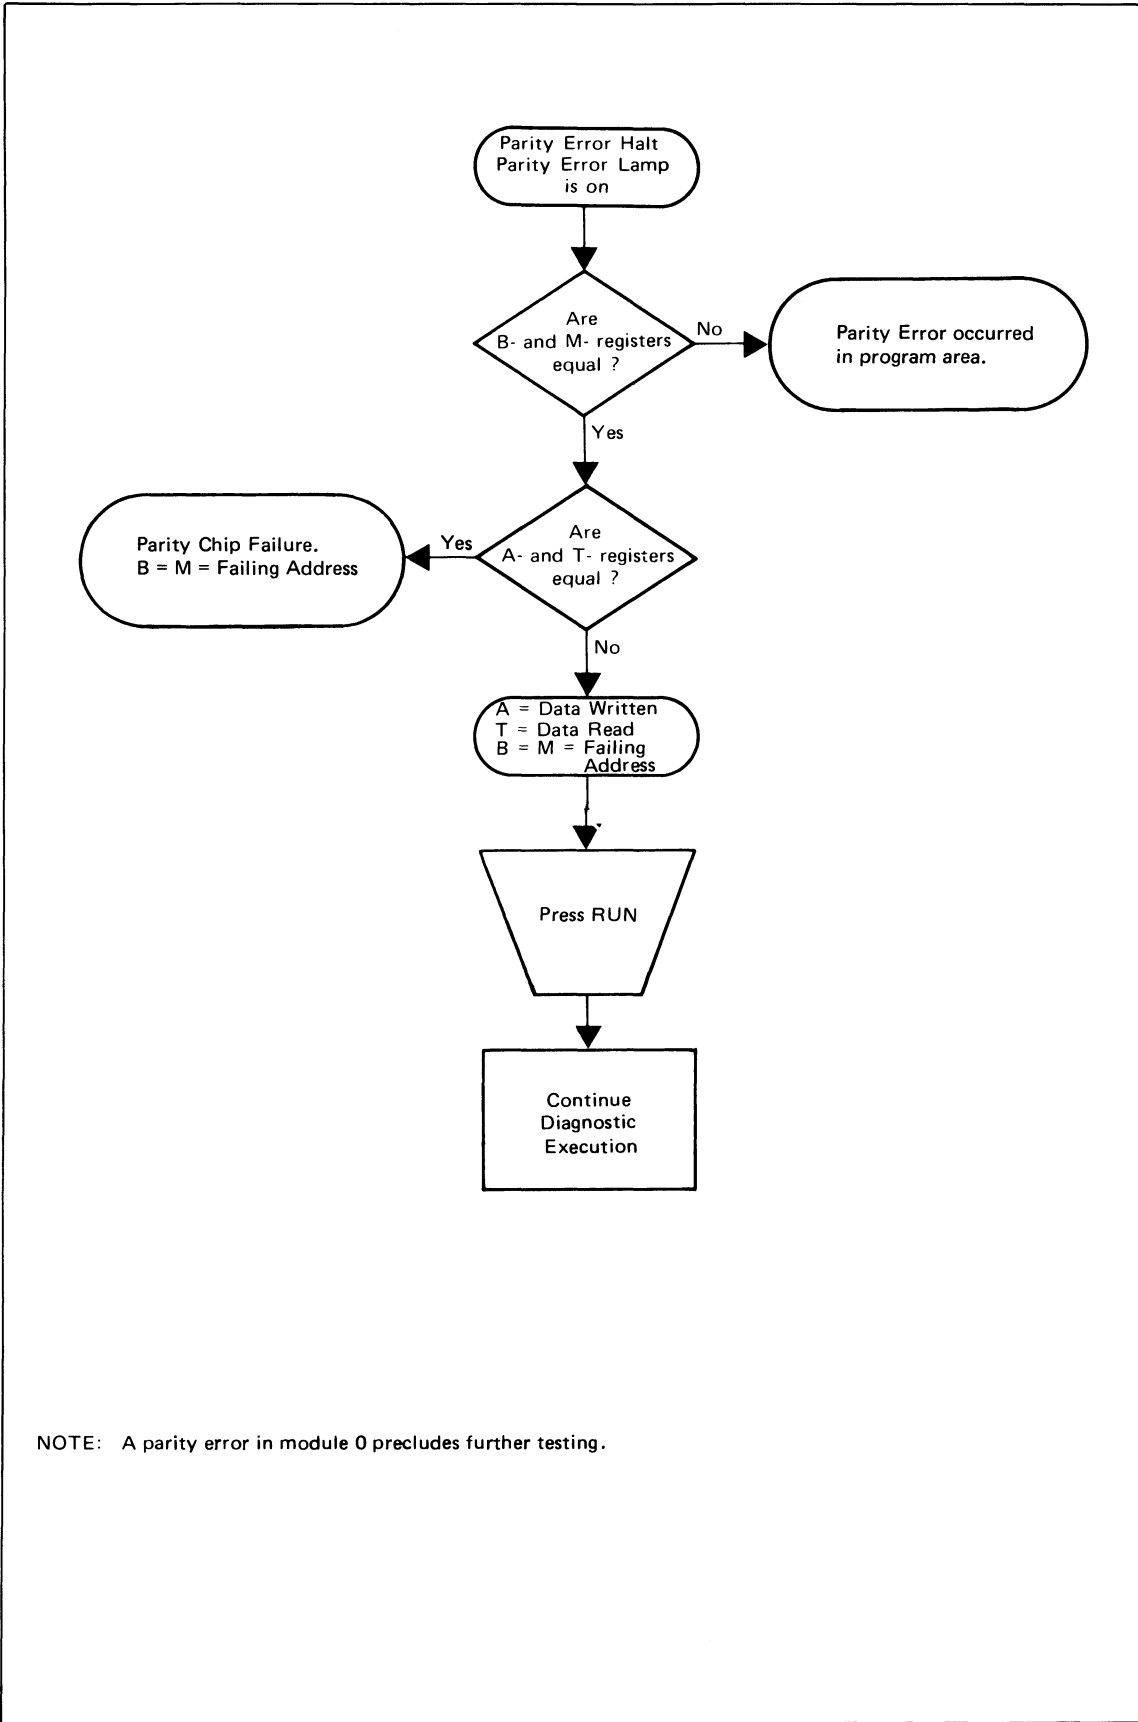 Parity Error Halt
Parity Error Lamp
is on
Are
B- and M- registers
equal ?
No
Parity Error occurred
in program area.
Yes
Are
A- and T- registers
equal ?
Yes
Parity Chip Failure.
B = M = Failing Address
No
A = Data Written
T = Data Read
B = M = Failing
Address
Press RUN
Continue
Diagnostic
Execution
NOTE: A parity error in module 0 precludes further testing.